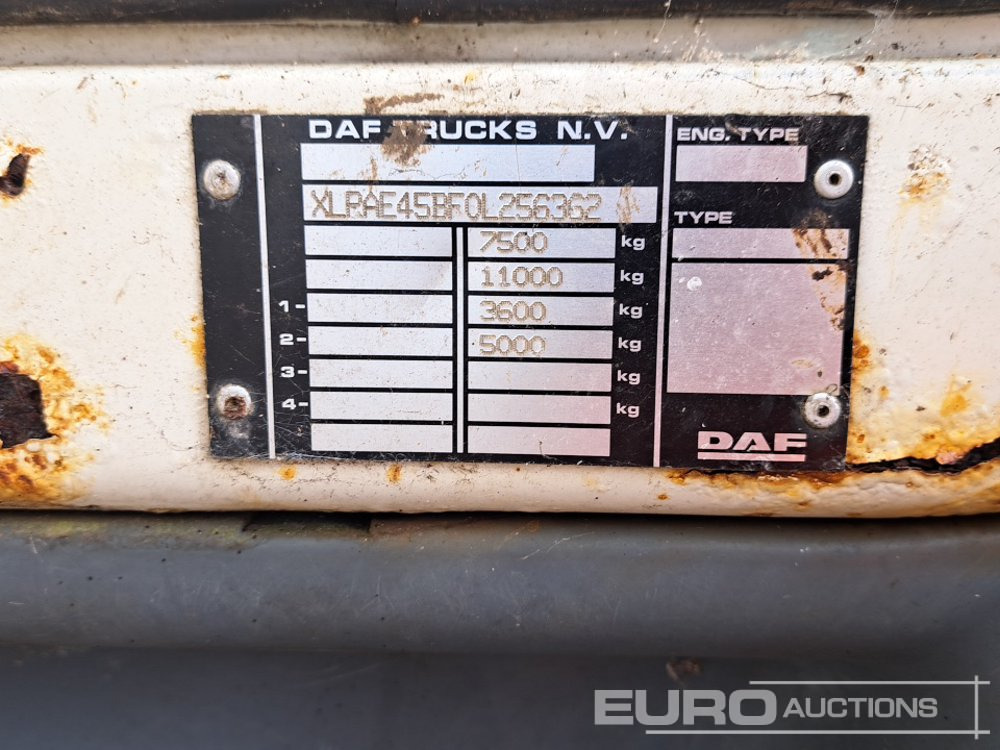 DAF TRUCKS N.V.
XLRAE45BF0L256362
7500 kg
11000 kg
1- 3600 kg
2- 5000 kg
3- kg
4- kg
ENG. TYPE
TYPE
DAF
EURO AUCTIONS